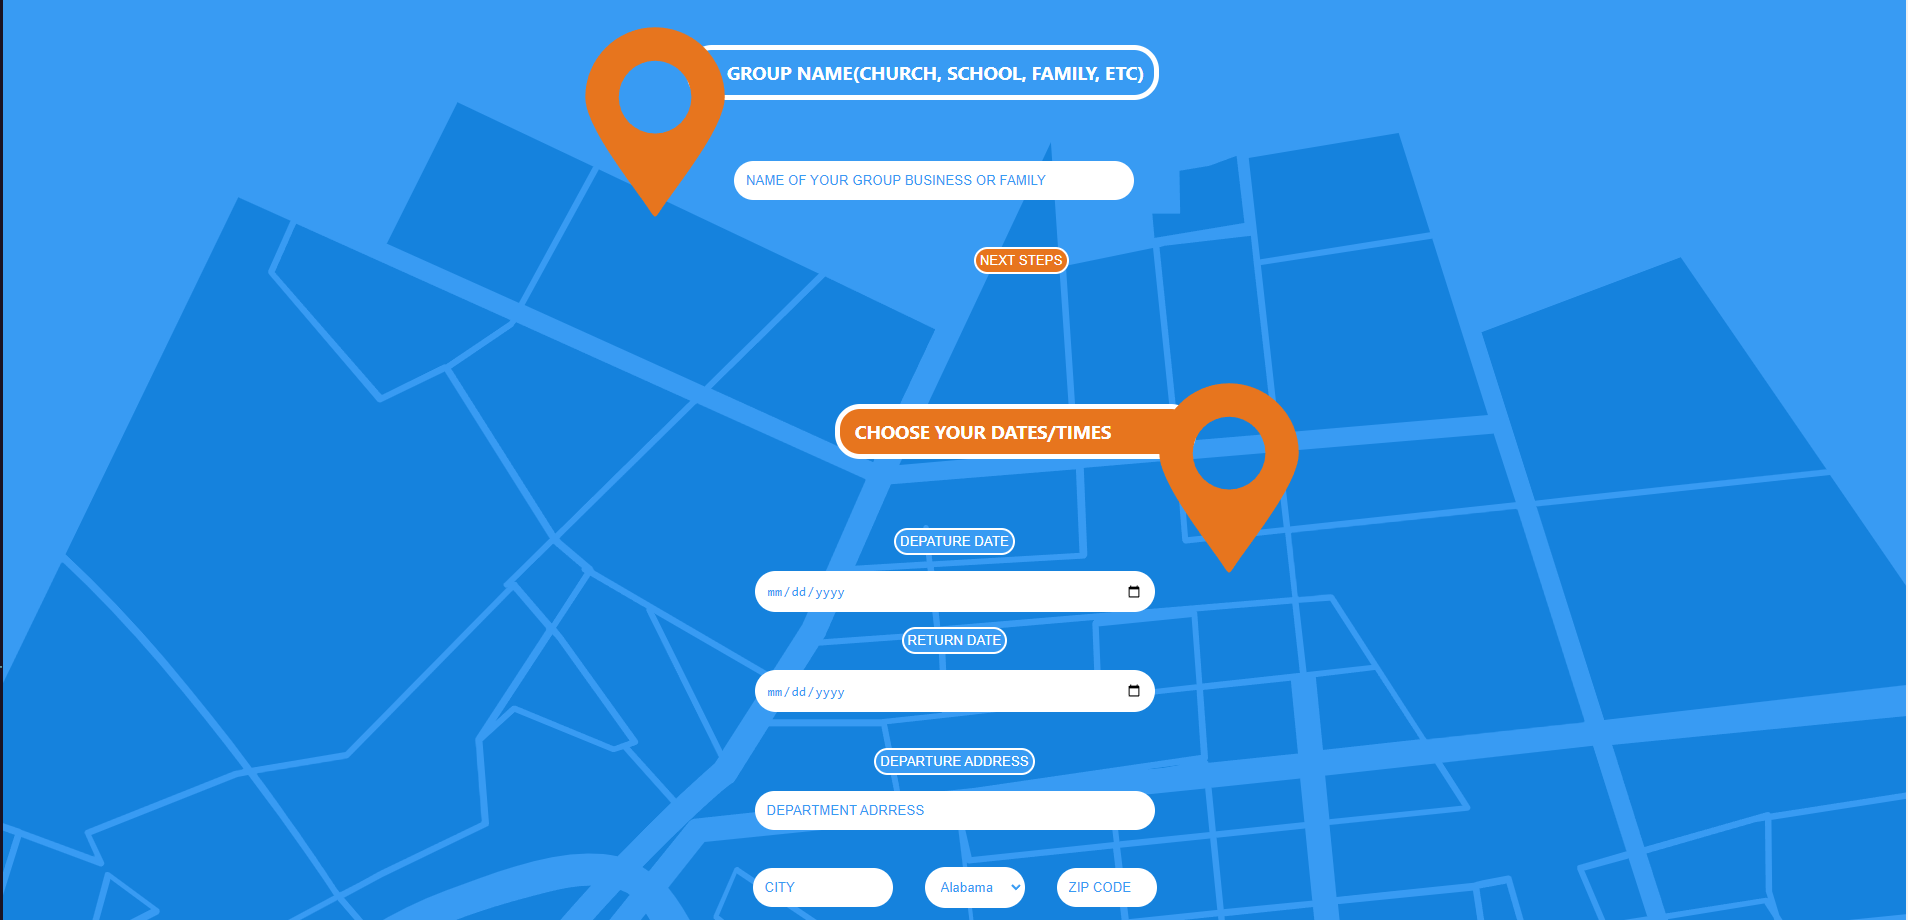 GROUP NAME(CHURCH, SCHOOL, FAMILY, ETC)
NAME OF YOUR GROUP BUSINESS OR FAMILY
NEXT STEPS
CHOOSE YOUR DATES/TIMES
DEPATURE DATE
mm/dd/yyyy
RETURN DATE
mm/dd/yyyy
DEPARTURE ADDRESS
DEPARTMENT ADRRESS
CITY Alabama ZIP CODE